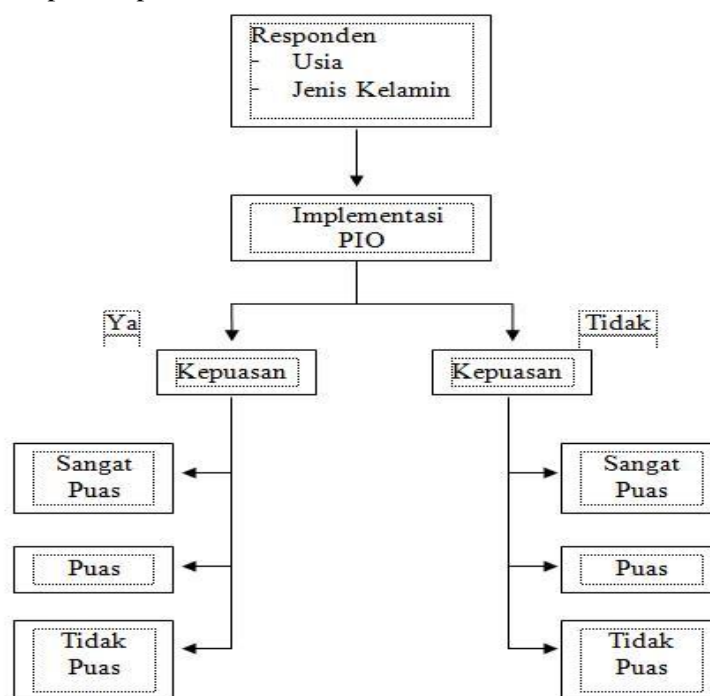 Responden
- Usia
- Jenis Kelamin
Implementasi
PIO
Ya
Tidak
Kepuasan
Kepuasan
Sangat
Puas
Sangat
Puas
Puas
Puas
Tidak
Puas
Tidak
Puas